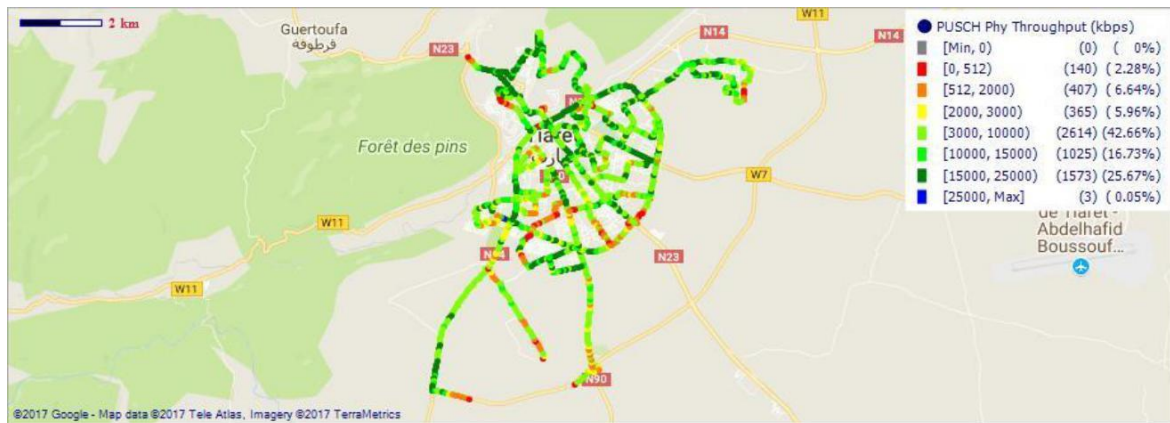 2 km
Guertoufa
ڨرطوفة
N23
W11
N14
N14
Forêt des pins
W7
W11
N23
W11
N90
PUSCH Phy Throughput (kbps)
[Min, 0) (0) ( 0%)
[0, 512) (140) ( 2.28%)
[512, 2000) (407) ( 6.64%)
[2000, 3000) (365) ( 5.96%)
[3000, 10000) (2614) (42.66%)
[10000, 15000) (1025) (16.73%)
[15000, 25000) (1573) (25.67%)
[25000, Max] (3) ( 0.05%)
de Tiaret -
Abdelhafid
Boussouf...
©2017 Google - Map data ©2017 Tele Atlas, Imagery ©2017 TerraMetrics